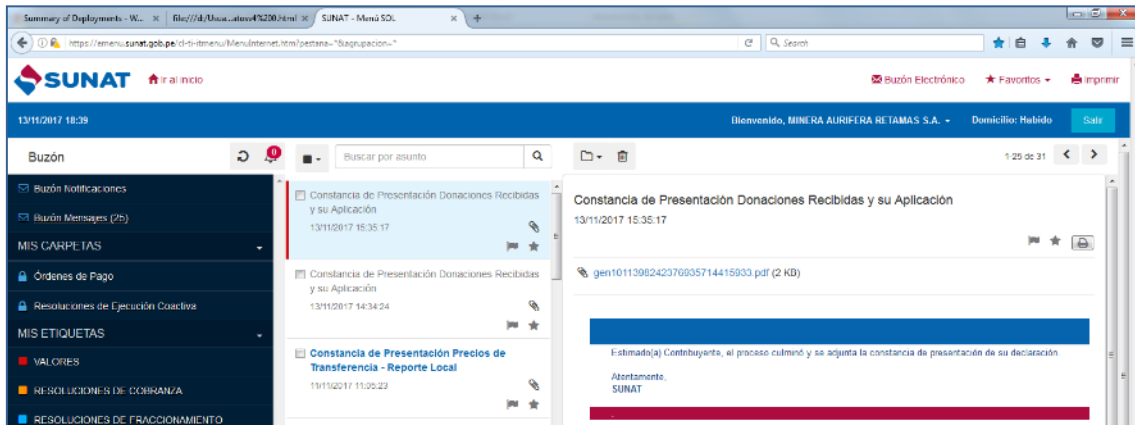 Summary of Deployments - W...
file:///d:/Usua...atosv4%200.html
SUNAT - Menú SOL
https://emenu.sunat.gob.pe/cl-ti-itmenu/MenuInternet.htm?pestana=*&agrupacion=*
Search
SUNAT
Ir al inicio
Buzón Electrónico
Favoritos
Imprimir
13/11/2017 18:39
Bienvenido, MINERA AURIFERA RETAMAS S.A.
Domicilio: Habido
Salir
Buzón
0
Buscar por asunto
1-25 de 31
Buzón Notificaciones
Buzón Mensajes (25)
MIS CARPETAS
Órdenes de Pago
Resoluciones de Ejecución Coactiva
MIS ETIQUETAS
VALORES
RESOLUCIONES DE COBRANZA
RESOLUCIONES DE FRACCIONAMIENTO
Constancia de Presentación Donaciones Recibidas
y su Aplicación
13/11/2017 15:35:17
Constancia de Presentación Donaciones Recibidas
y su Aplicación
13/11/2017 14:34:24
Constancia de Presentación Precios de
Transferencia - Reporte Local
11/11/2017 11:05:23
Constancia de Presentación Donaciones Recibidas y su Aplicación
13/11/2017 15:35:17
gen1011398242376935714415933.pdf (2 KB)
Estimado(a) Contribuyente, el proceso culminó y se adjunta la constancia de presentación de su declaración.
Atentamente,
SUNAT